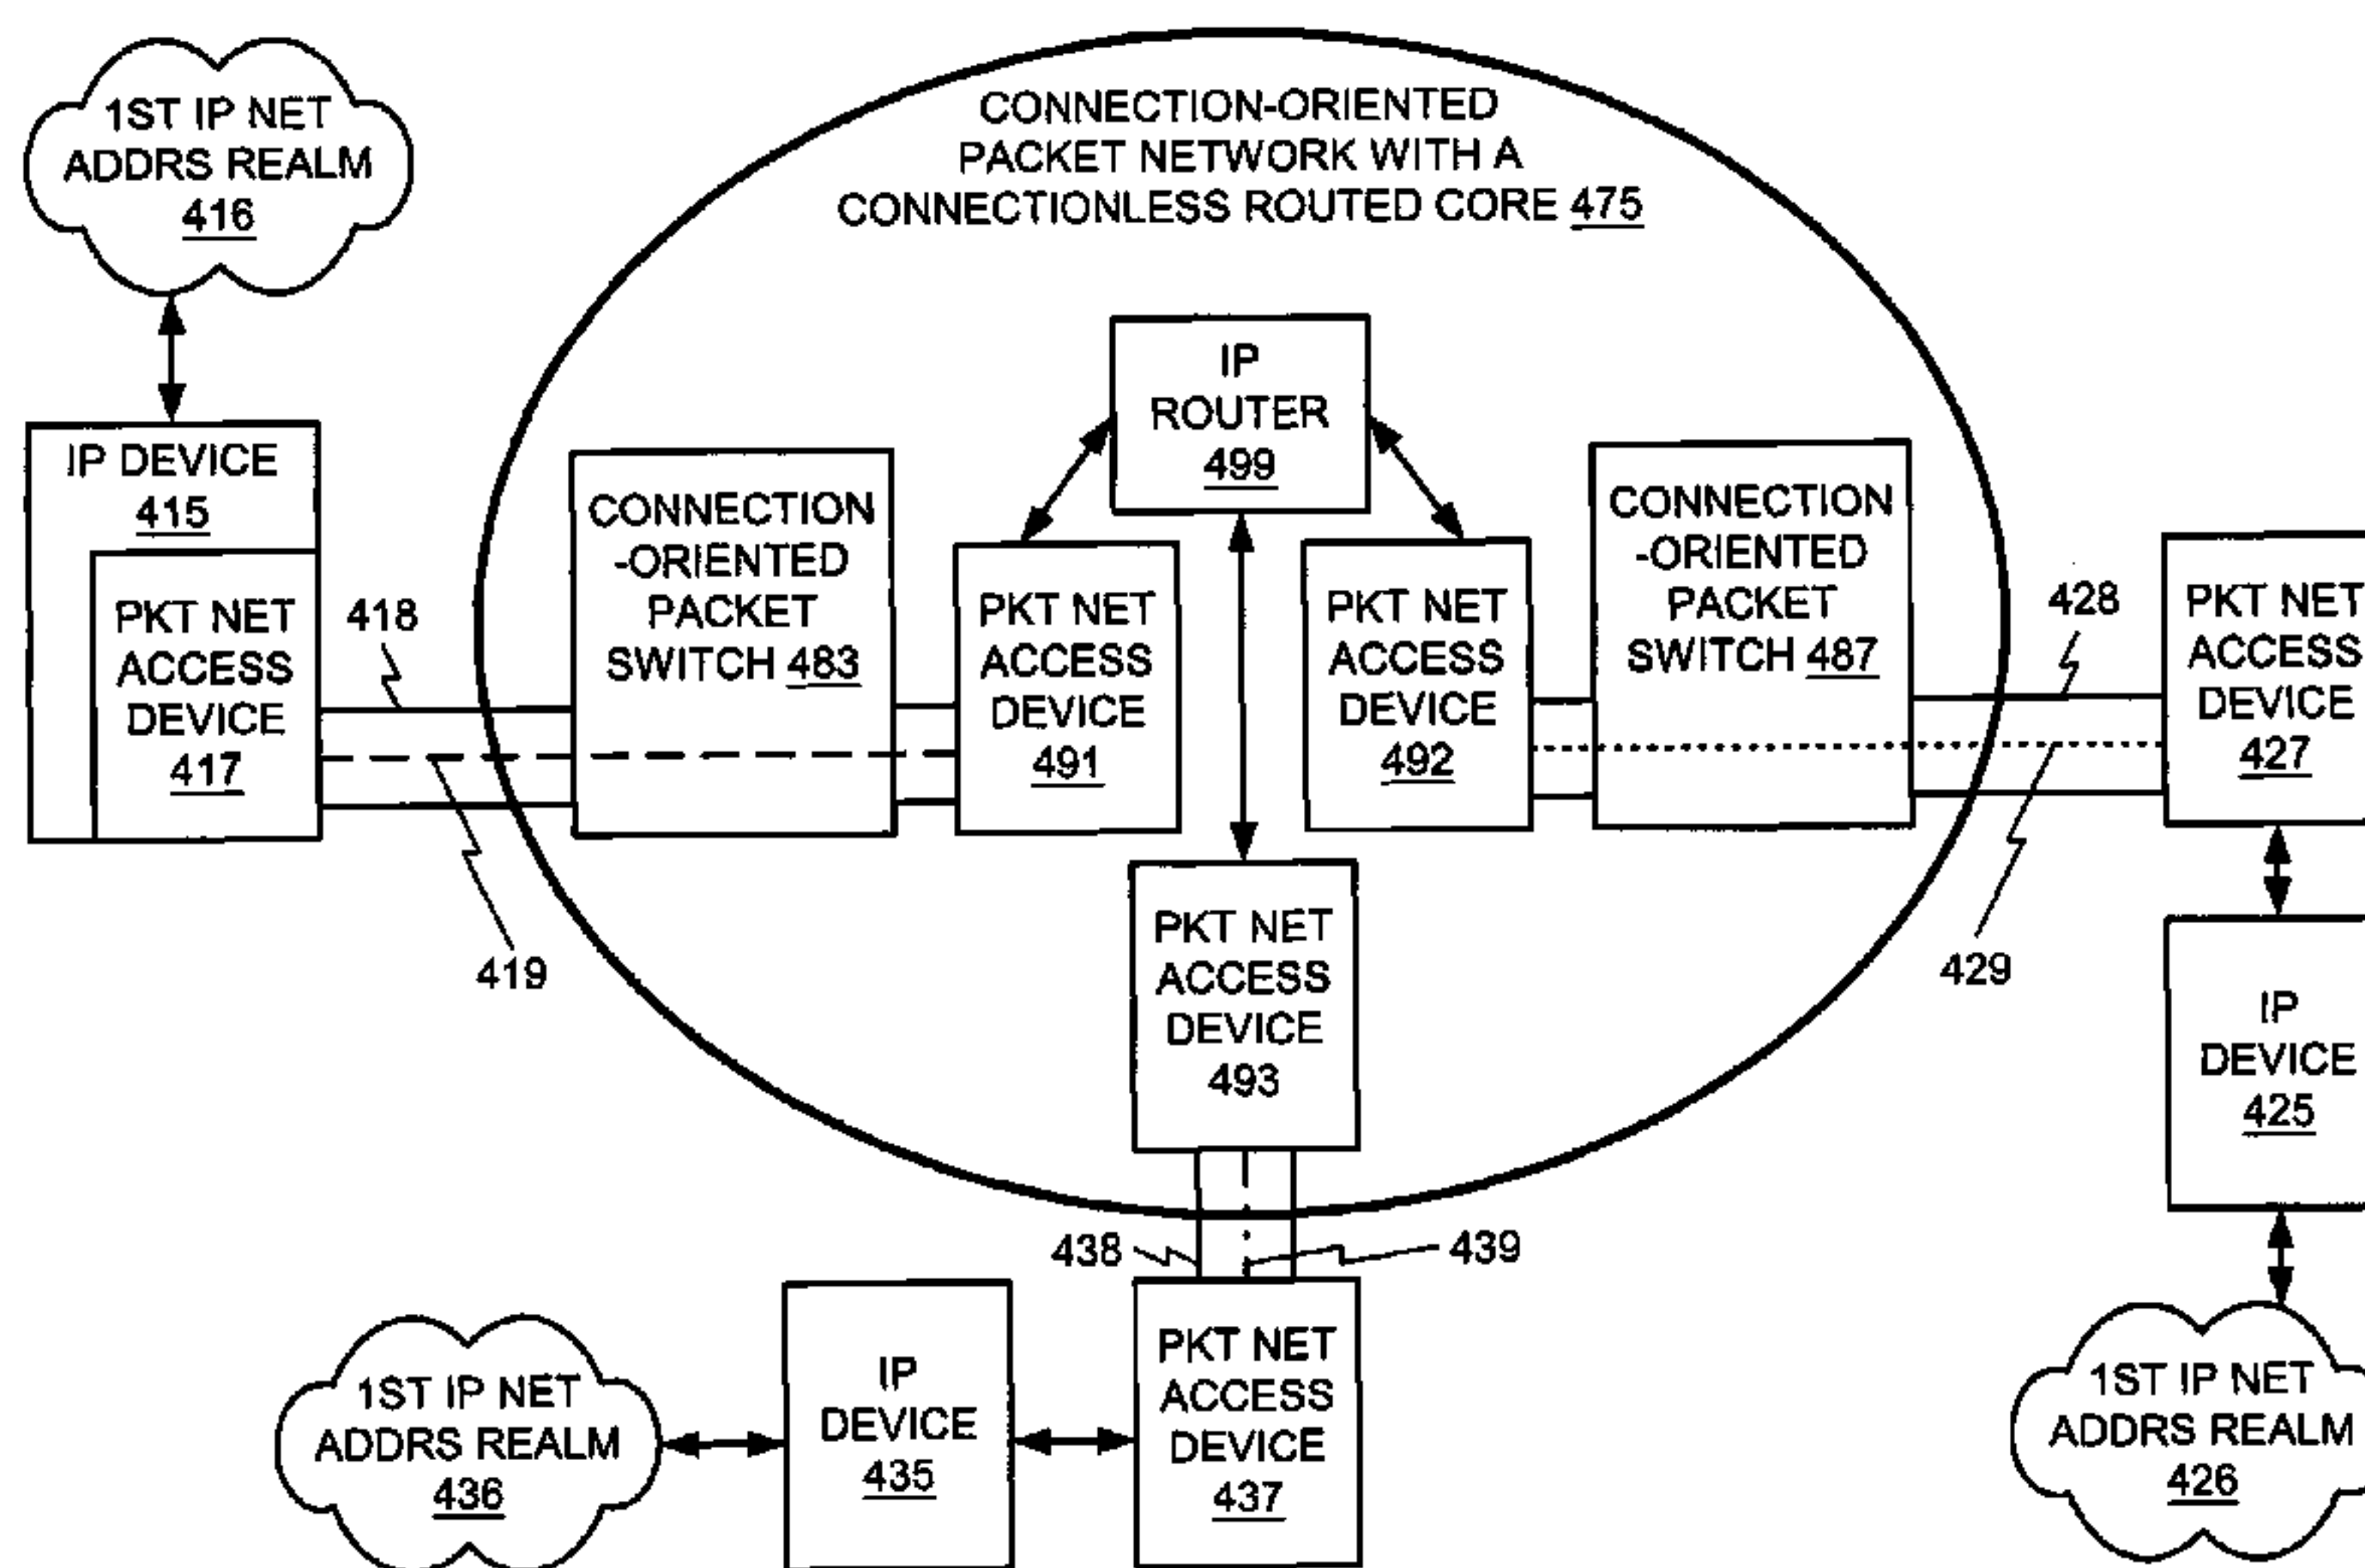 1ST IP NET
ADDRS REALM
416
CONNECTION-ORIENTED
PACKET NETWORK WITH A
CONNECTIONLESS ROUTED CORE 475
IP DEVICE
415
PKT NET
ACCESS
DEVICE
417
418
419
CONNECTION
-ORIENTED
PACKET
SWITCH 483
PKT NET
ACCESS
DEVICE
491
IP
ROUTER
499
PKT NET
ACCESS
DEVICE
492
CONNECTION
-ORIENTED
PACKET
SWITCH 487
428
429
PKT NET
ACCESS
DEVICE
427
IP
DEVICE
425
1ST IP NET
ADDRS REALM
426
PKT NET
ACCESS
DEVICE
493
438
439
PKT NET
ACCESS
DEVICE
437
IP
DEVICE
435
1ST IP NET
ADDRS REALM
436